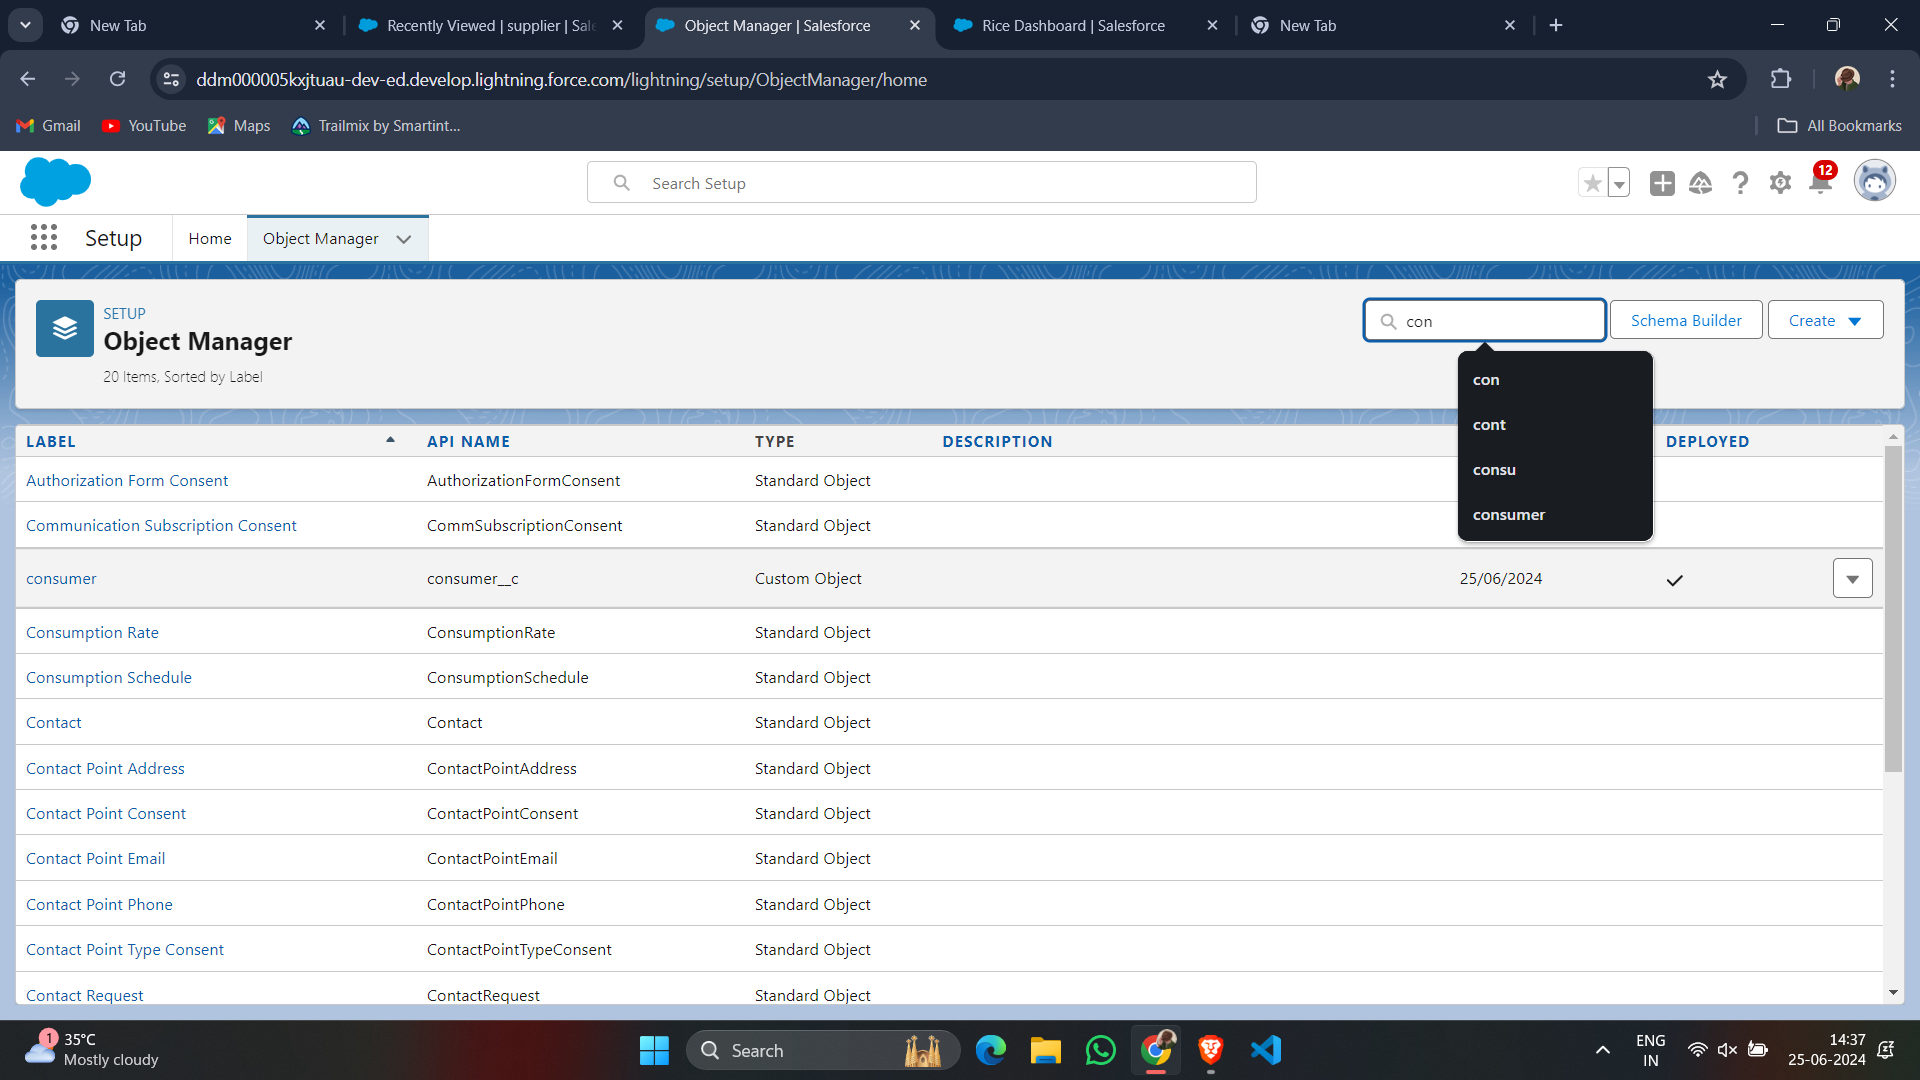 New Tab
Recently Viewed | supplier | Sale
Object Manager | Salesforce
Rice Dashboard | Salesforce
New Tab
ddm000005kxjtuau-dev-ed.develop.lightning.force.com/lightning/setup/ObjectManager/home
Gmail
YouTube
Maps
Trailmix by Smartint...
All Bookmarks
Search Setup
12
Setup
Home
Object Manager
SETUP
Object Manager
20 Items, Sorted by Label
con
Schema Builder
Create
con
cont
consu
consumer
LABEL API NAME TYPE DESCRIPTION DEPLOYED
Authorization Form Consent AuthorizationFormConsent Standard Object
Communication Subscription Consent CommSubscriptionConsent Standard Object
consumer consumer__c Custom Object 25/06/2024
Consumption Rate ConsumptionRate Standard Object
Consumption Schedule ConsumptionSchedule Standard Object
Contact Contact Standard Object
Contact Point Address ContactPointAddress Standard Object
Contact Point Consent ContactPointConsent Standard Object
Contact Point Email ContactPointEmail Standard Object
Contact Point Phone ContactPointPhone Standard Object
Contact Point Type Consent ContactPointTypeConsent Standard Object
Contact Request ContactRequest Standard Object
1
35°C
Mostly cloudy
Search
ENG
IN
14:37
25-06-2024